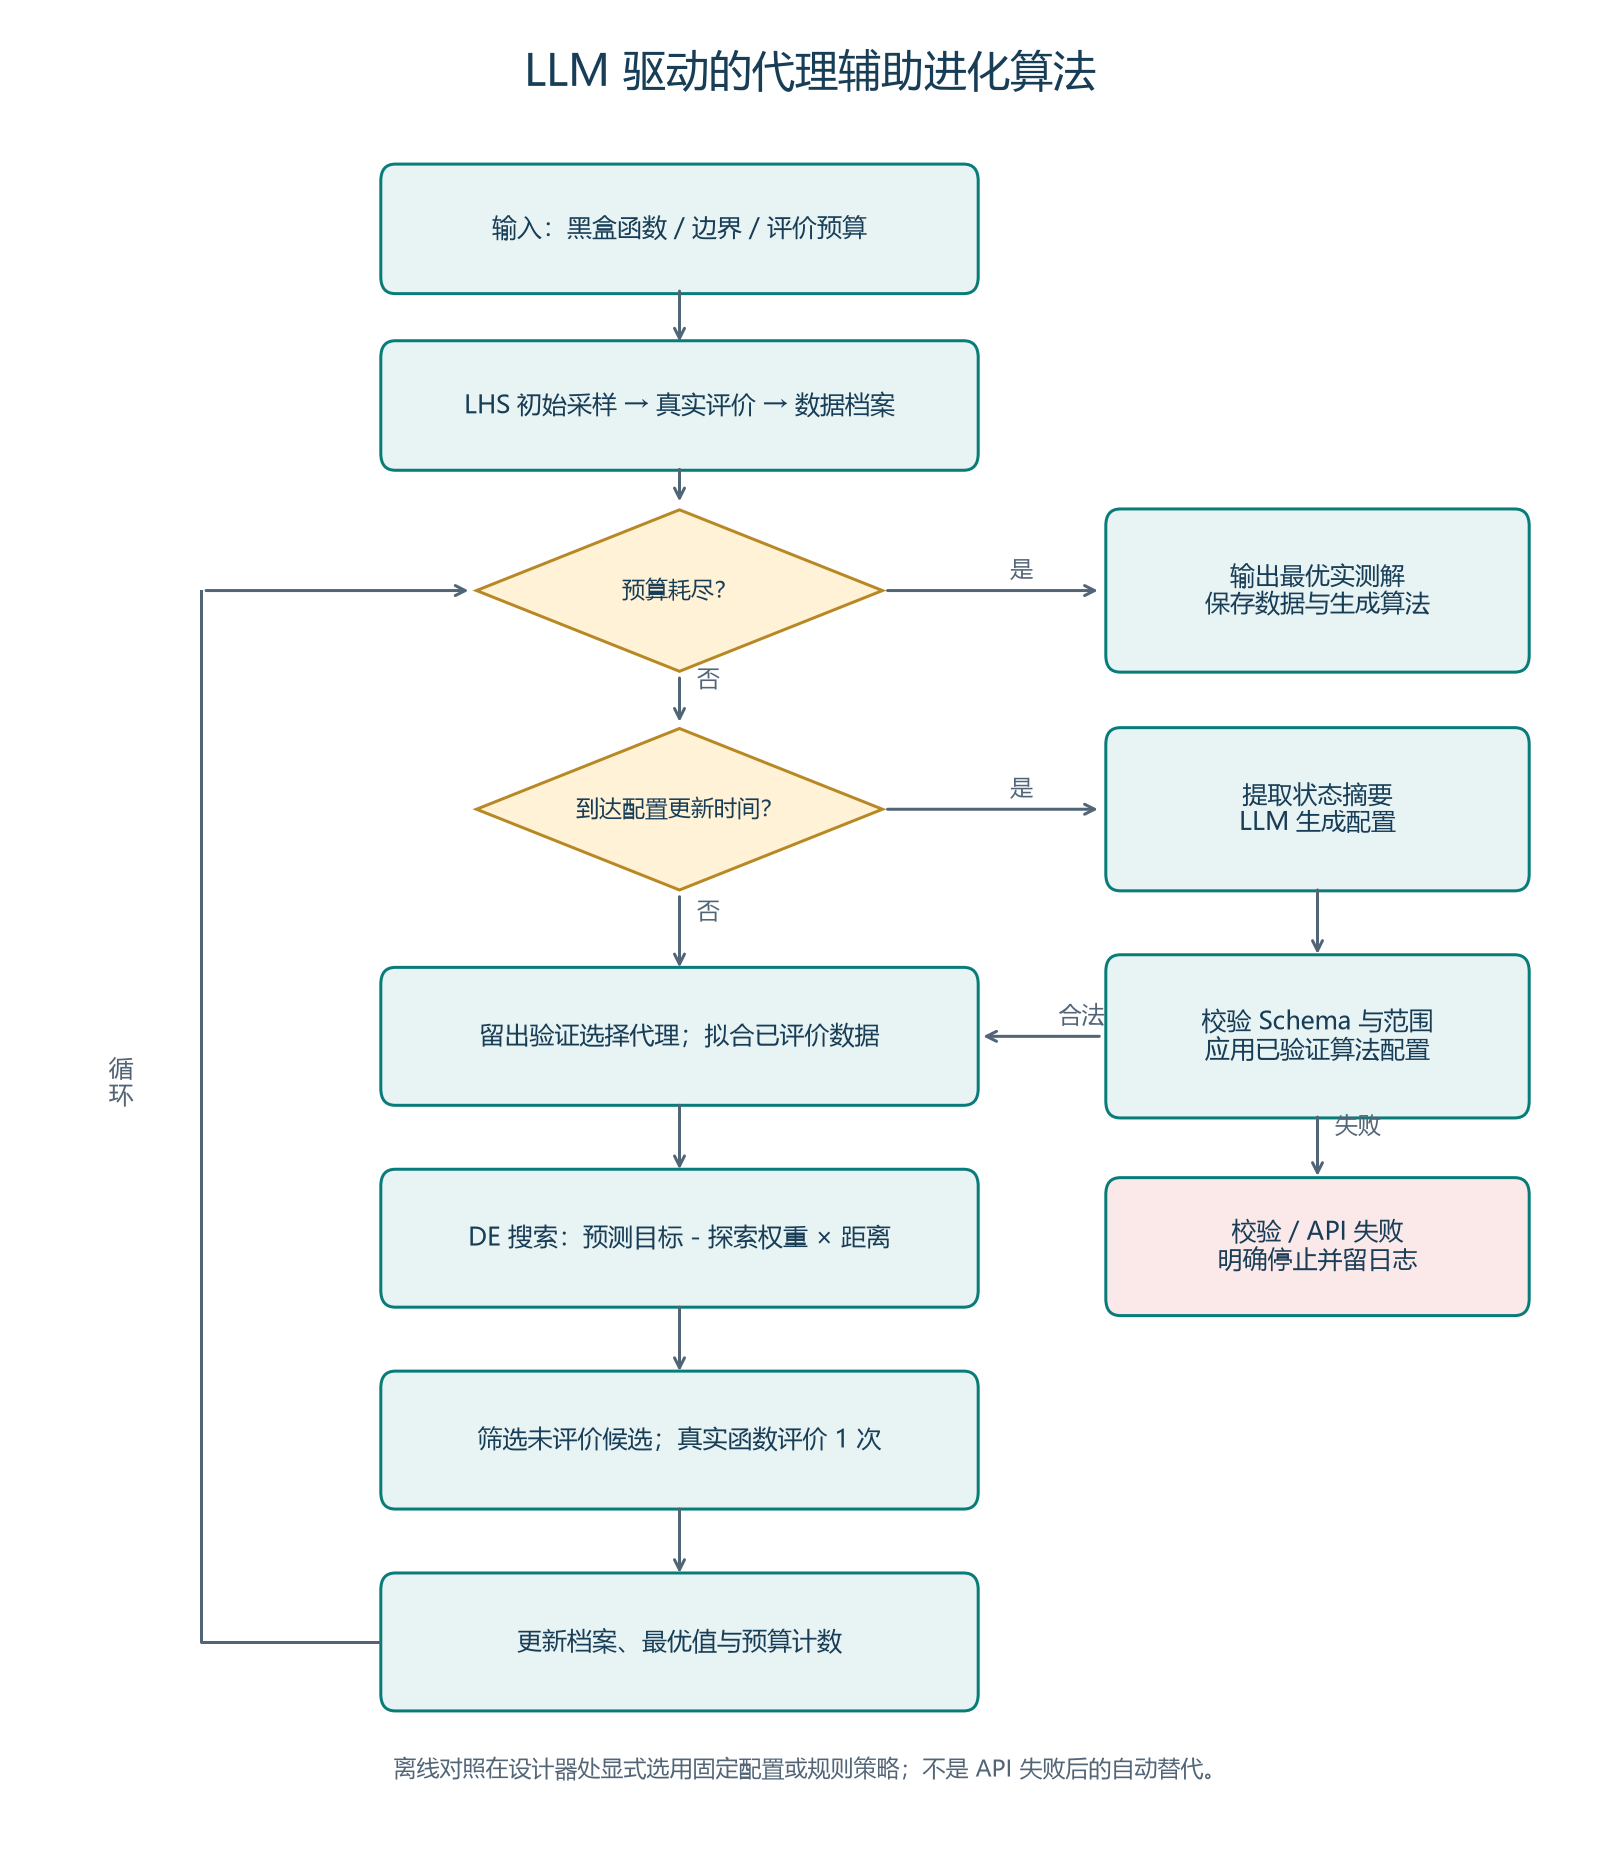 LLM 驱动的代理辅助进化算法
输入：黑盒函数 / 边界 / 评价预算
LHS 初始采样 → 真实评价 → 数据档案
预算耗尽？
是
输出最优实测解
保存数据与生成算法
否
到达配置更新时间？
是
提取状态摘要
LLM 生成配置
否
留出验证选择代理；拟合已评价数据
合法
校验 Schema 与范围
应用已验证算法配置
循
环
失败
校验 / API 失败
明确停止并留日志
DE 搜索：预测目标 - 探索权重 × 距离
筛选未评价候选；真实函数评价 1 次
更新档案、最优值与预算计数
离线对照在设计器处显式选用固定配置或规则策略；不是 API 失败后的自动替代。